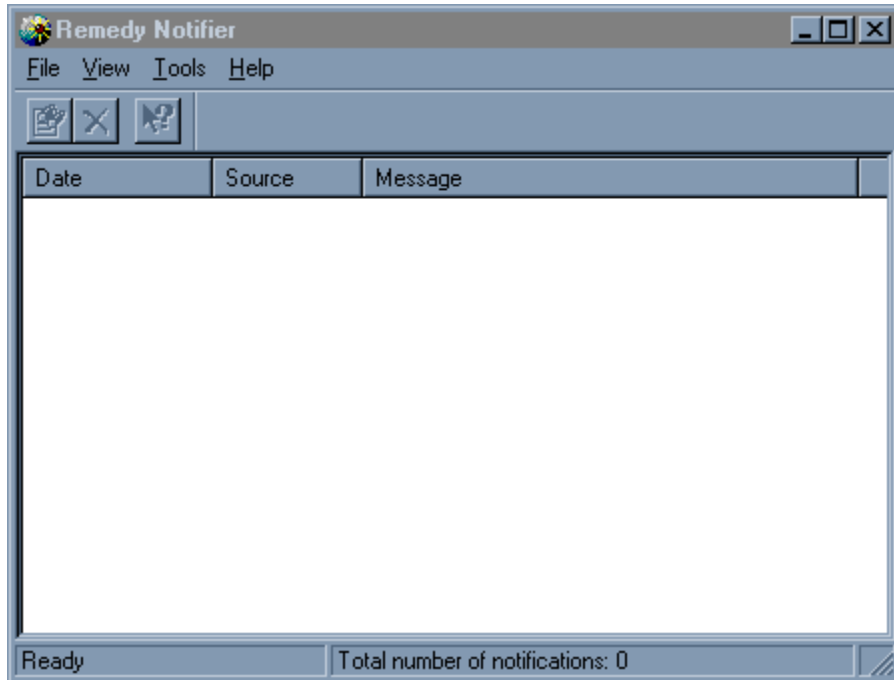 Remedy Notifier
File View Tools Help
Date Source Message
Ready Total number of notifications: 0